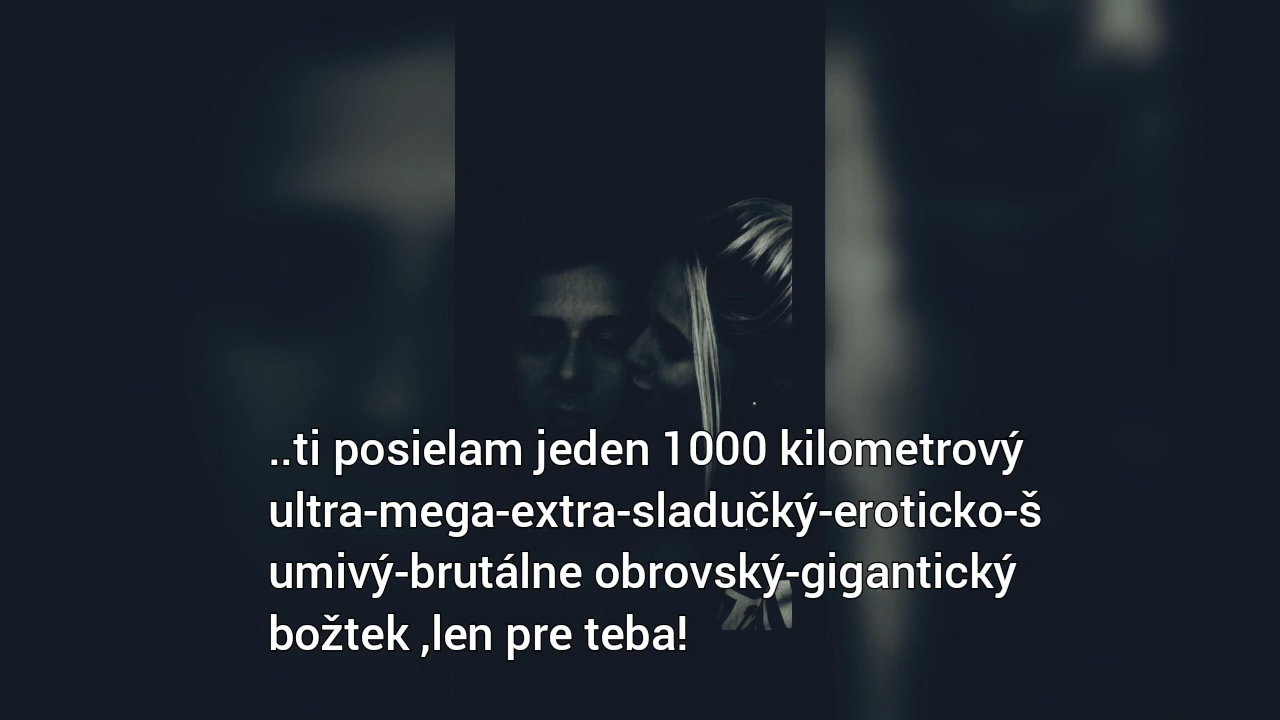 ..ti posielam jeden 1000 kilometrový
ultra-mega-extra-sladučký-eroticko-š
umivý-brutálne obrovský-gigantický
božtek ,len pre teba!